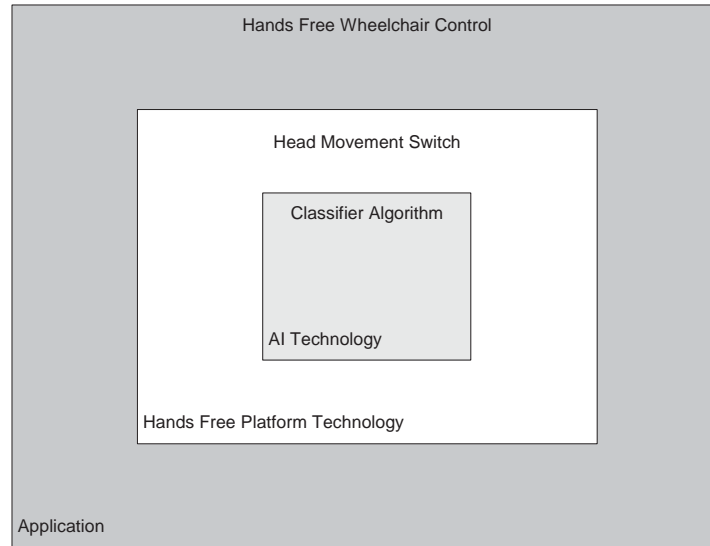 Hands Free Wheelchair Control
Head Movement Switch
Classifier Algorithm
AI Technology
Hands Free Platform Technology
Application